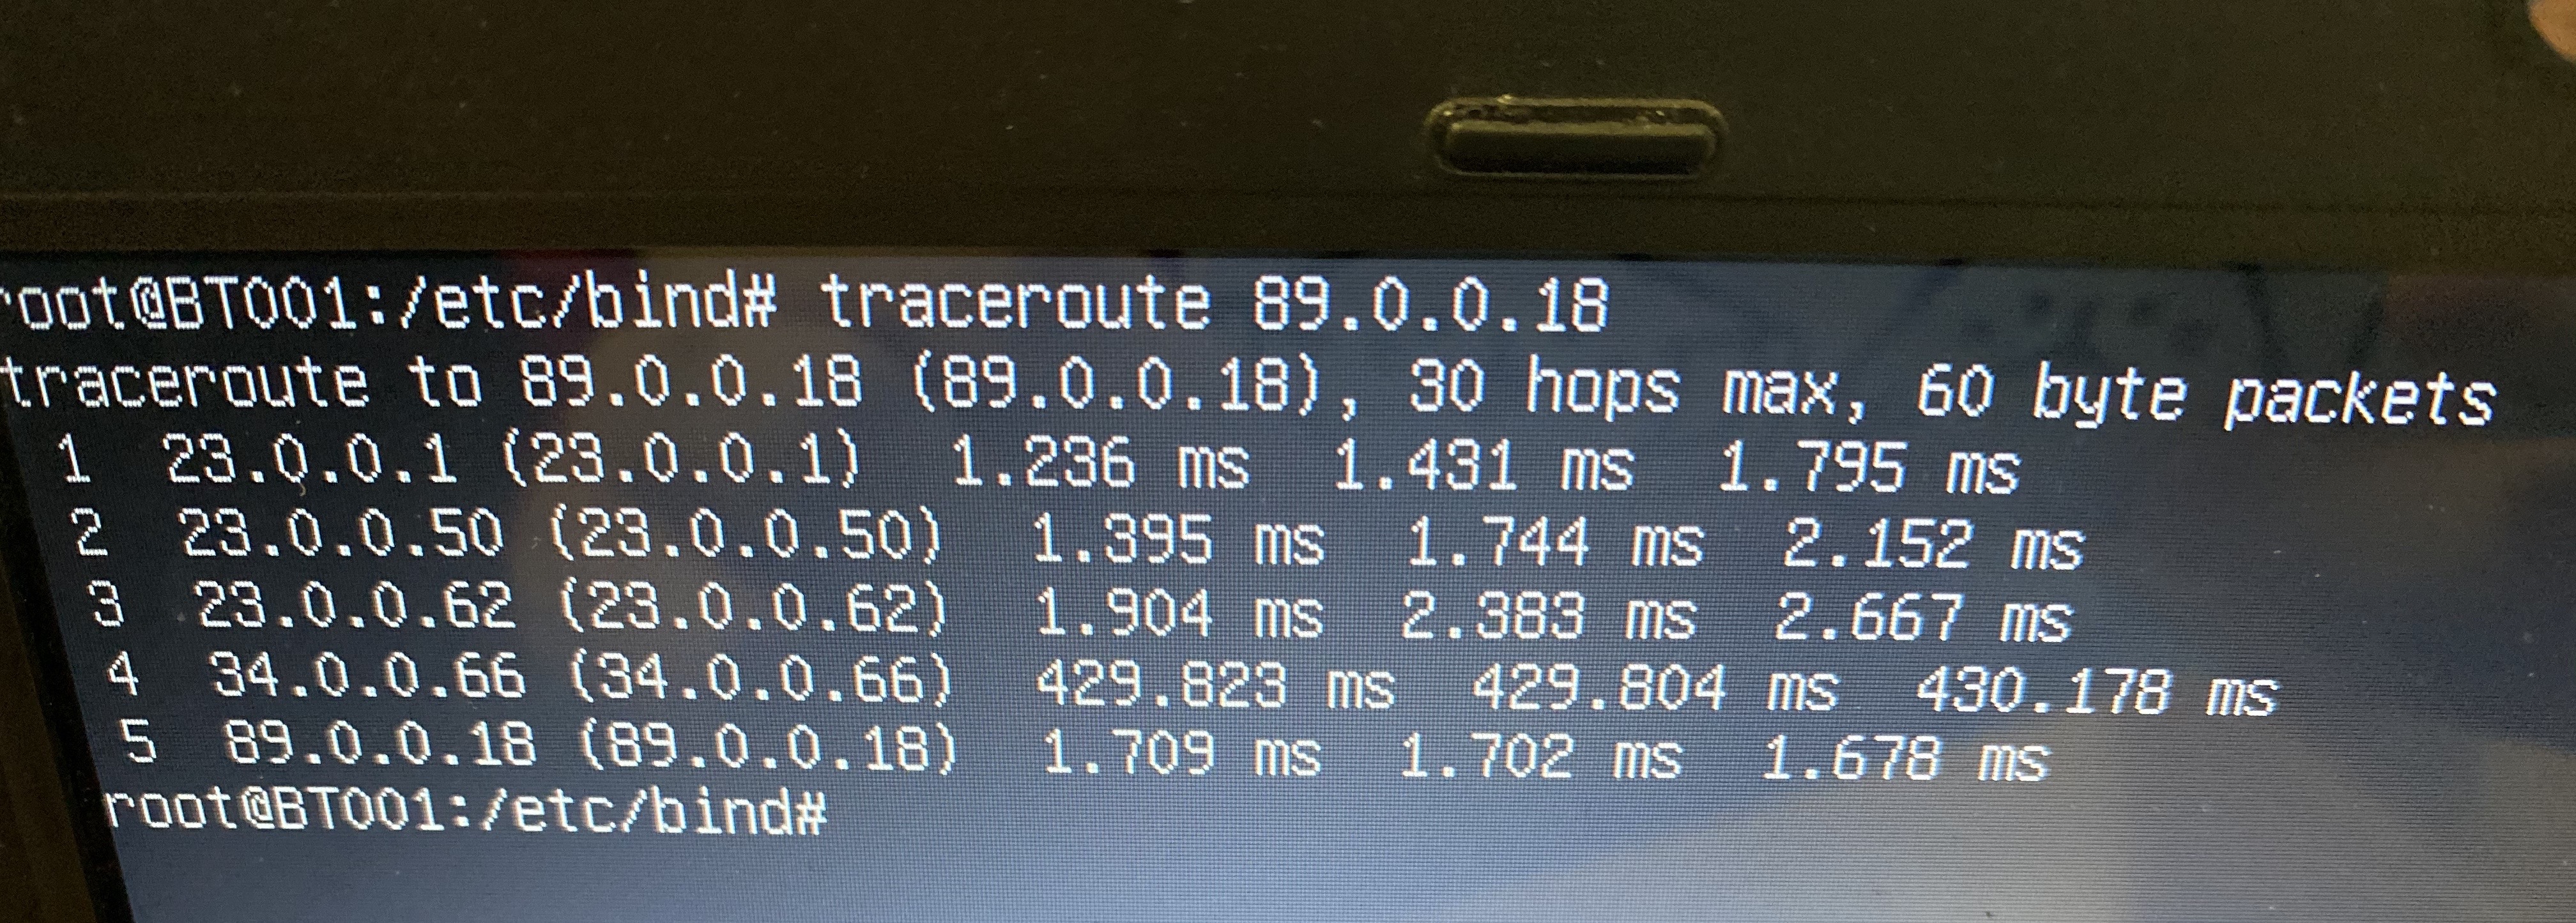 root@BT001:/etc/bind# traceroute 89.0.0.18
traceroute to 89.0.0.18 (89.0.0.18), 30 hops max, 60 byte packets
 1  23.0.0.1 (23.0.0.1)  1.236 ms  1.431 ms  1.795 ms
 2  23.0.0.50 (23.0.0.50)  1.395 ms  1.744 ms  2.152 ms
 3  23.0.0.62 (23.0.0.62)  1.904 ms  2.383 ms  2.667 ms
 4  34.0.0.66 (34.0.0.66)  429.823 ms  429.804 ms  430.178 ms
 5  89.0.0.18 (89.0.0.18)  1.709 ms  1.702 ms  1.678 ms
root@BT001:/etc/bind#